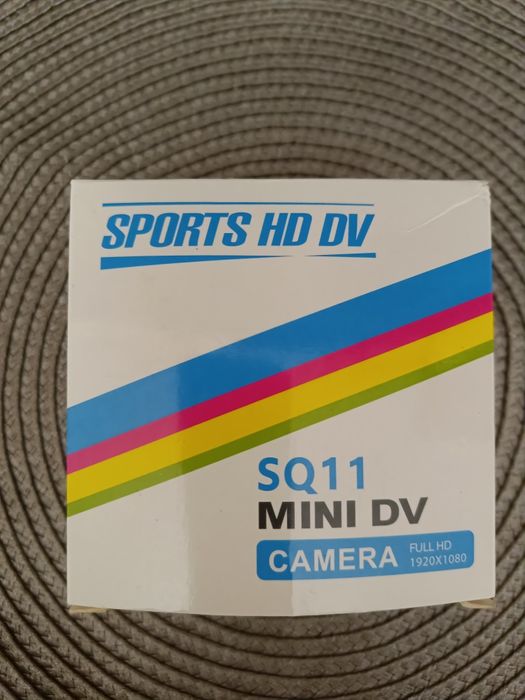 SPORTS HD DV
SQ11
MINI DV
CAMERA FULL HD
1920X1080